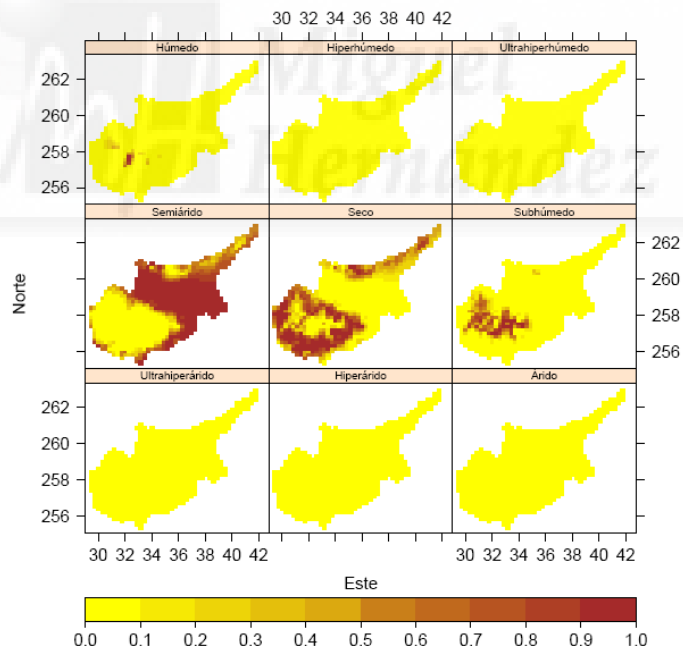 30 32 34 36 38 40 42
Húmedo Hiperhúmedo Ultrahiperhúmedo
Miguel
Hernández
262
260
258
256
Semiárido Seco Subhúmedo
262
260
258
256
Norte
Ultrahiperárido Hiperárido Árido
262
260
258
256
30 32 34 36 38 40 42 30 32 34 36 38 40 42
Este
0.0 0.1 0.2 0.3 0.4 0.5 0.6 0.7 0.8 0.9 1.0